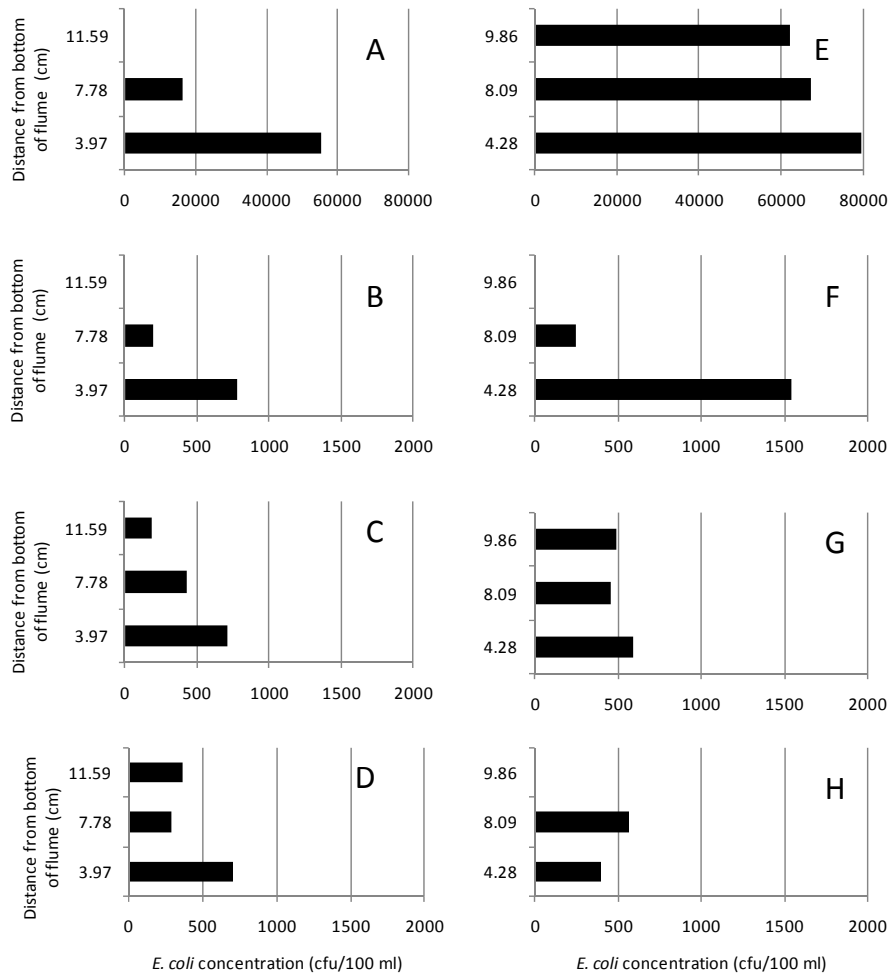 Distance from bottom
of flume (cm)
11.59
7.78
3.97
A
0 20000 40000 60000 80000
9.86
8.09
4.28
E
0 20000 40000 60000 80000
Distance from bottom
of flume (cm)
11.59
7.78
3.97
B
0 500 1000 1500 2000
9.86
8.09
4.28
F
0 500 1000 1500 2000
Distance from bottom
of flume (cm)
11.59
7.78
3.97
C
0 500 1000 1500 2000
9.86
8.09
4.28
G
0 500 1000 1500 2000
Distance from bottom
of flume (cm)
11.59
7.78
3.97
D
0 500 1000 1500 2000
E. coli concentration (cfu/100 ml)
9.86
8.09
4.28
H
0 500 1000 1500 2000
E. coli concentration (cfu/100 ml)